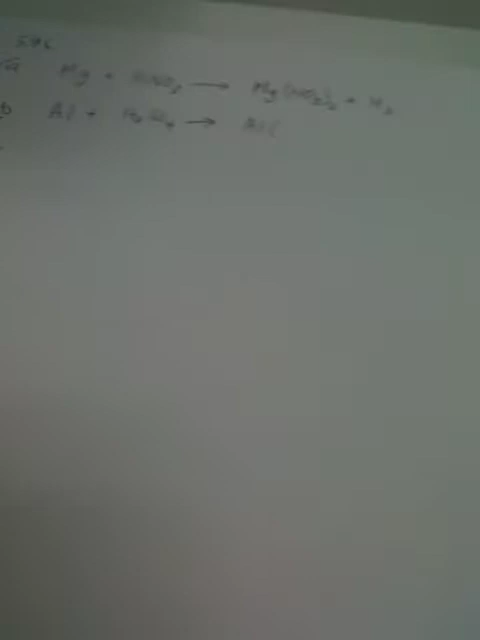 a Mg + HNO₃ ⟶ Mg(NO₃)₂ + H₂
b Al + H₂SO₄ ⟶ Al(